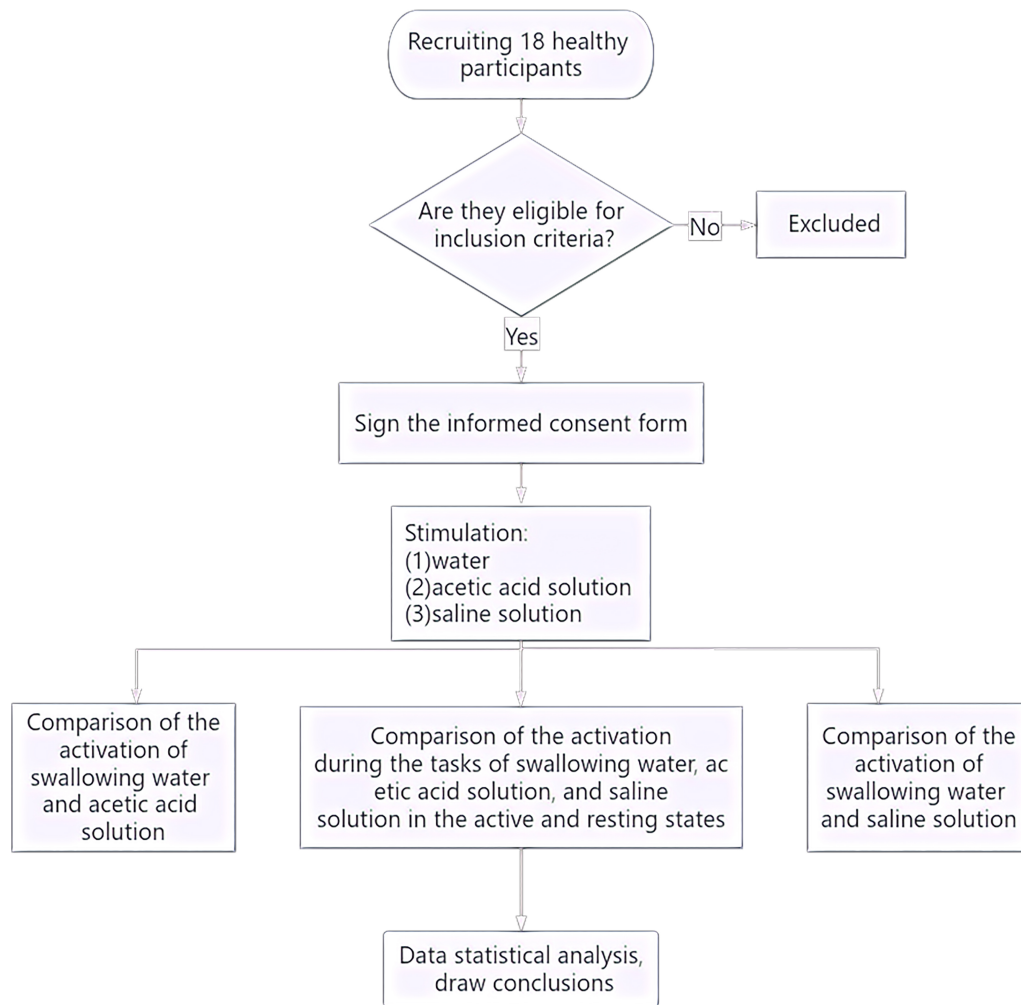 Recruiting 18 healthy
participants
Are they eligible for
inclusion criteria?
No
Excluded
Yes
Sign the informed consent form
Stimulation:
(1)water
(2)acetic acid solution
(3)saline solution
Comparison of the
activation of
swallowing water
and acetic acid
solution
Comparison of the activation
during the tasks of swallowing water, ac
etic acid solution, and saline
solution in the active and resting states
Comparison of the
activation of
swallowing water
and saline solution
Data statistical analysis,
draw conclusions